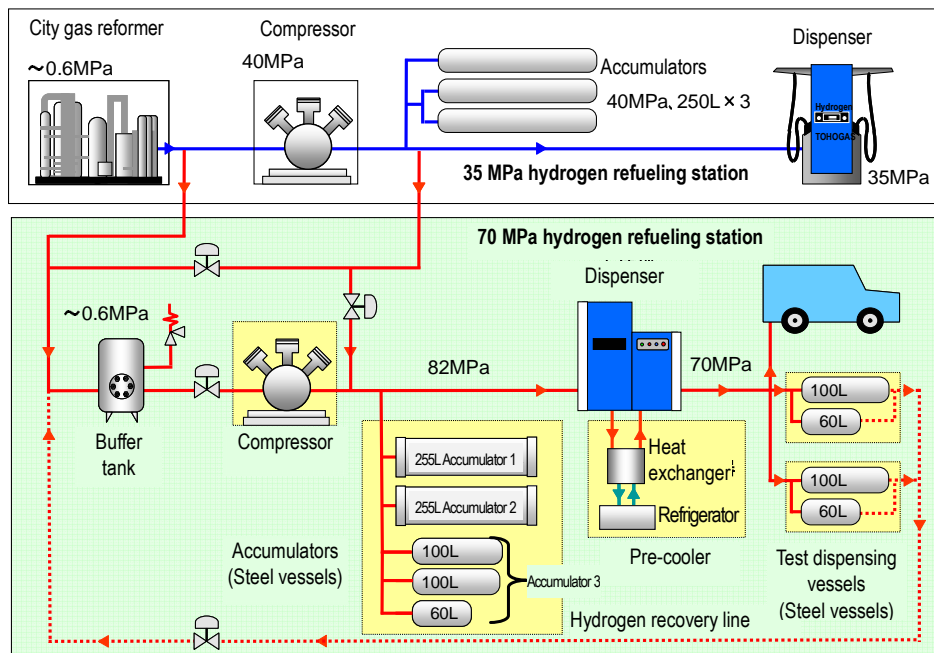 City gas reformer
~0.6MPa
Compressor
40MPa
Accumulators
40MPa、250L × 3
Dispenser
Hydrogen
TOHOGAS
35MPa
35 MPa hydrogen refueling station
70 MPa hydrogen refueling station
Dispenser
~0.6MPa
82MPa
70MPa
Buffer
tank
Compressor
100L
60L
Heat
exchanger
Refrigerator
Pre-cooler
100L
60L
255L Accumulator 1
255L Accumulator 2
100L
100L
60L
Accumulator 3
Accumulators
(Steel vessels)
Test dispensing
vessels
(Steel vessels)
Hydrogen recovery line